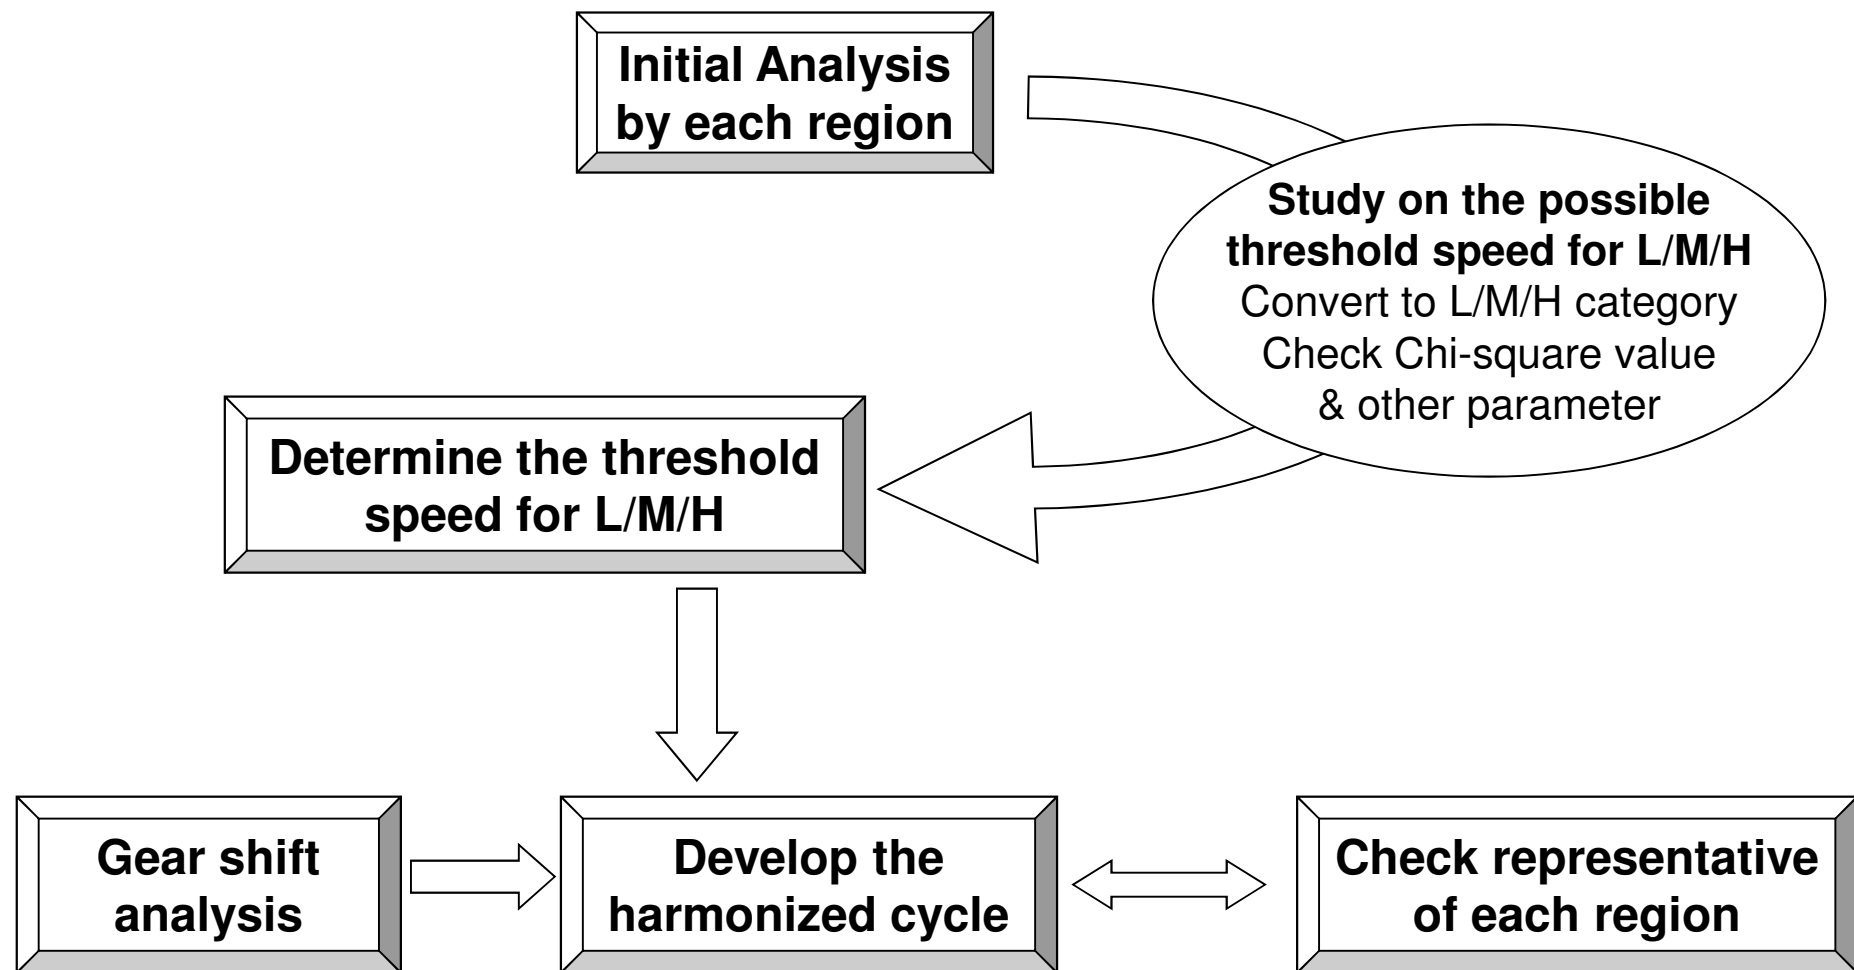 Initial Analysis
by each region
Study on the possible
threshold speed for L/M/H
Convert to L/M/H category
Check Chi-square value
& other parameter
Determine the threshold
speed for L/M/H
Gear shift
analysis
Develop the
harmonized cycle
Check representative
of each region